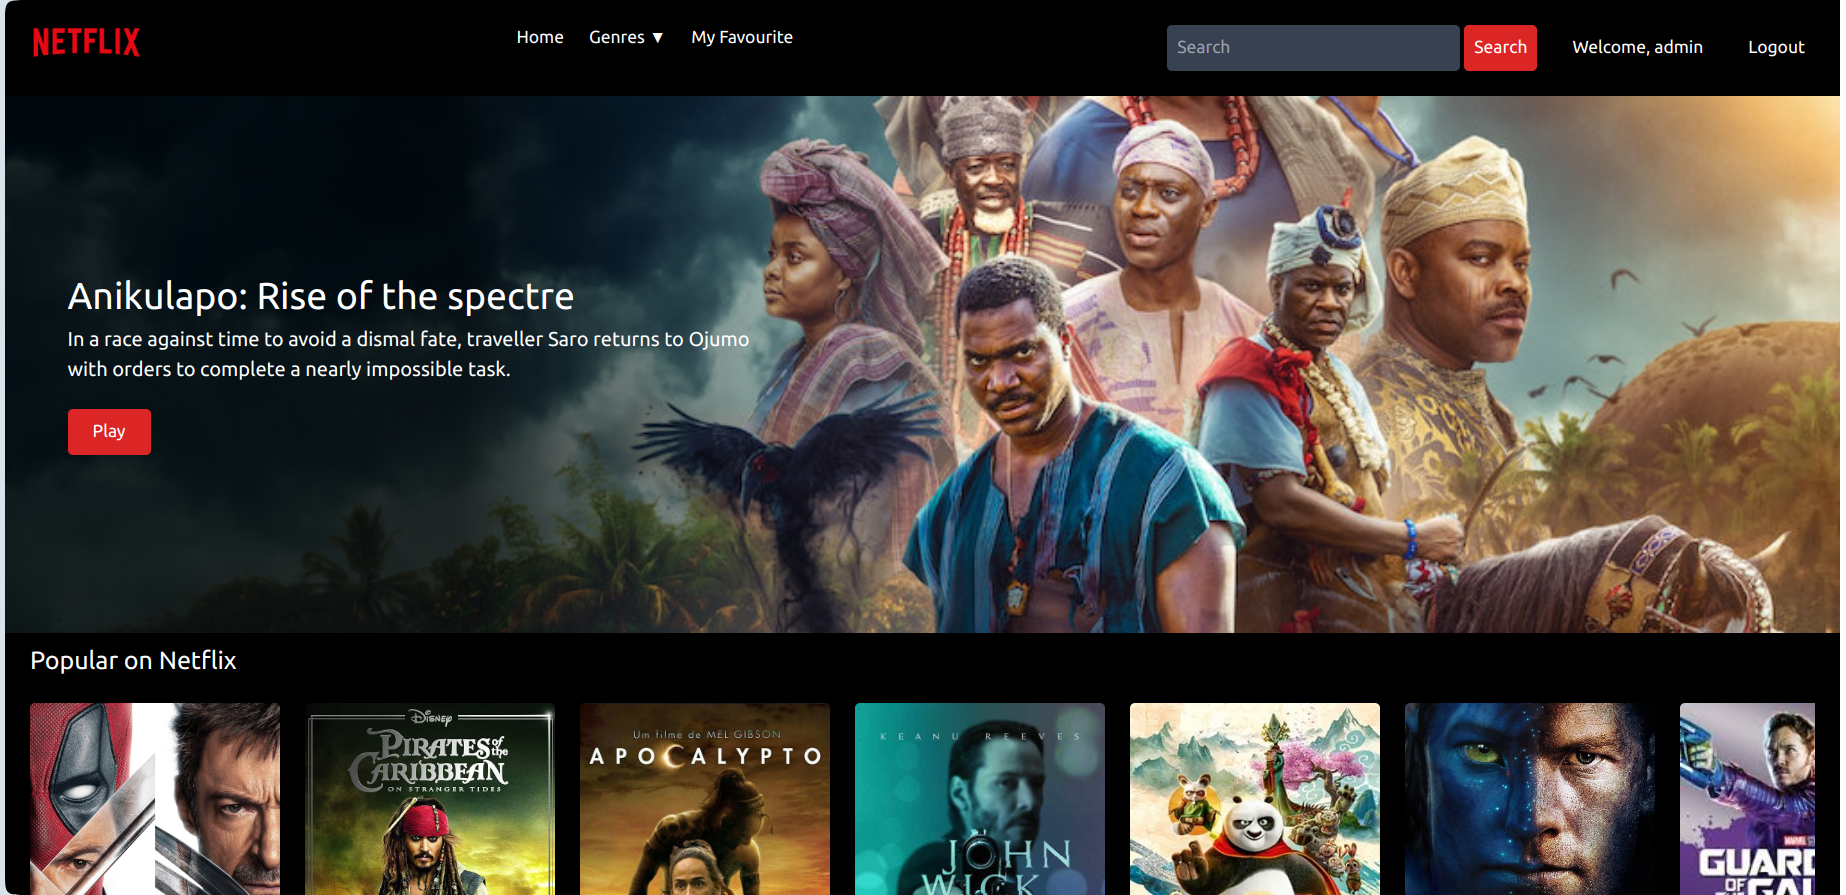 NETFLIX
Home Genres ▼ My Favourite
Search Search Welcome, admin Logout
Anikulapo: Rise of the spectre
In a race against time to avoid a dismal fate, traveller Saro returns to Ojumo
with orders to complete a nearly impossible task.
Play
Popular on Netflix
Disney
PIRATES of the
CARIBBEAN
ON STRANGER TIDES
Um filme de MEL GIBSON
APOCALYPTO
KEANU REEVES
JOHN
WICK
MARVEL
GUARD
OF
GAL